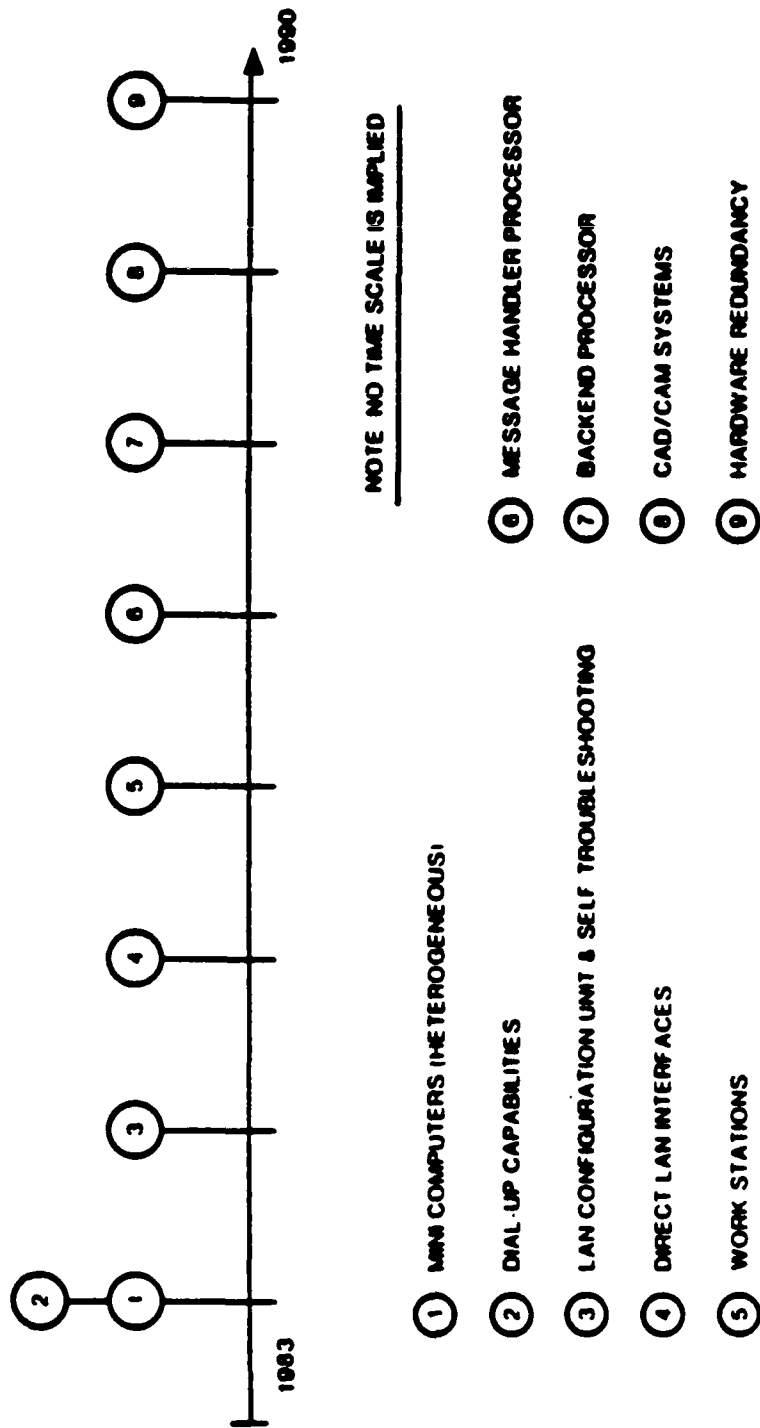 2
1 3 4 5 6 7 8 9
1983 1990
NOTE NO TIME SCALE IS IMPLIED
1 MINI COMPUTERS (HETEROGENEOUS)
2 DIAL-UP CAPABILITIES
3 LAN CONFIGURATION UNIT & SELF TROUBLESHOOTING
4 DIRECT LAN INTERFACES
5 WORK STATIONS
6 MESSAGE HANDLER PROCESSOR
7 BACKEND PROCESSOR
8 CAD/CAM SYSTEMS
9 HARDWARE REDUNDANCY